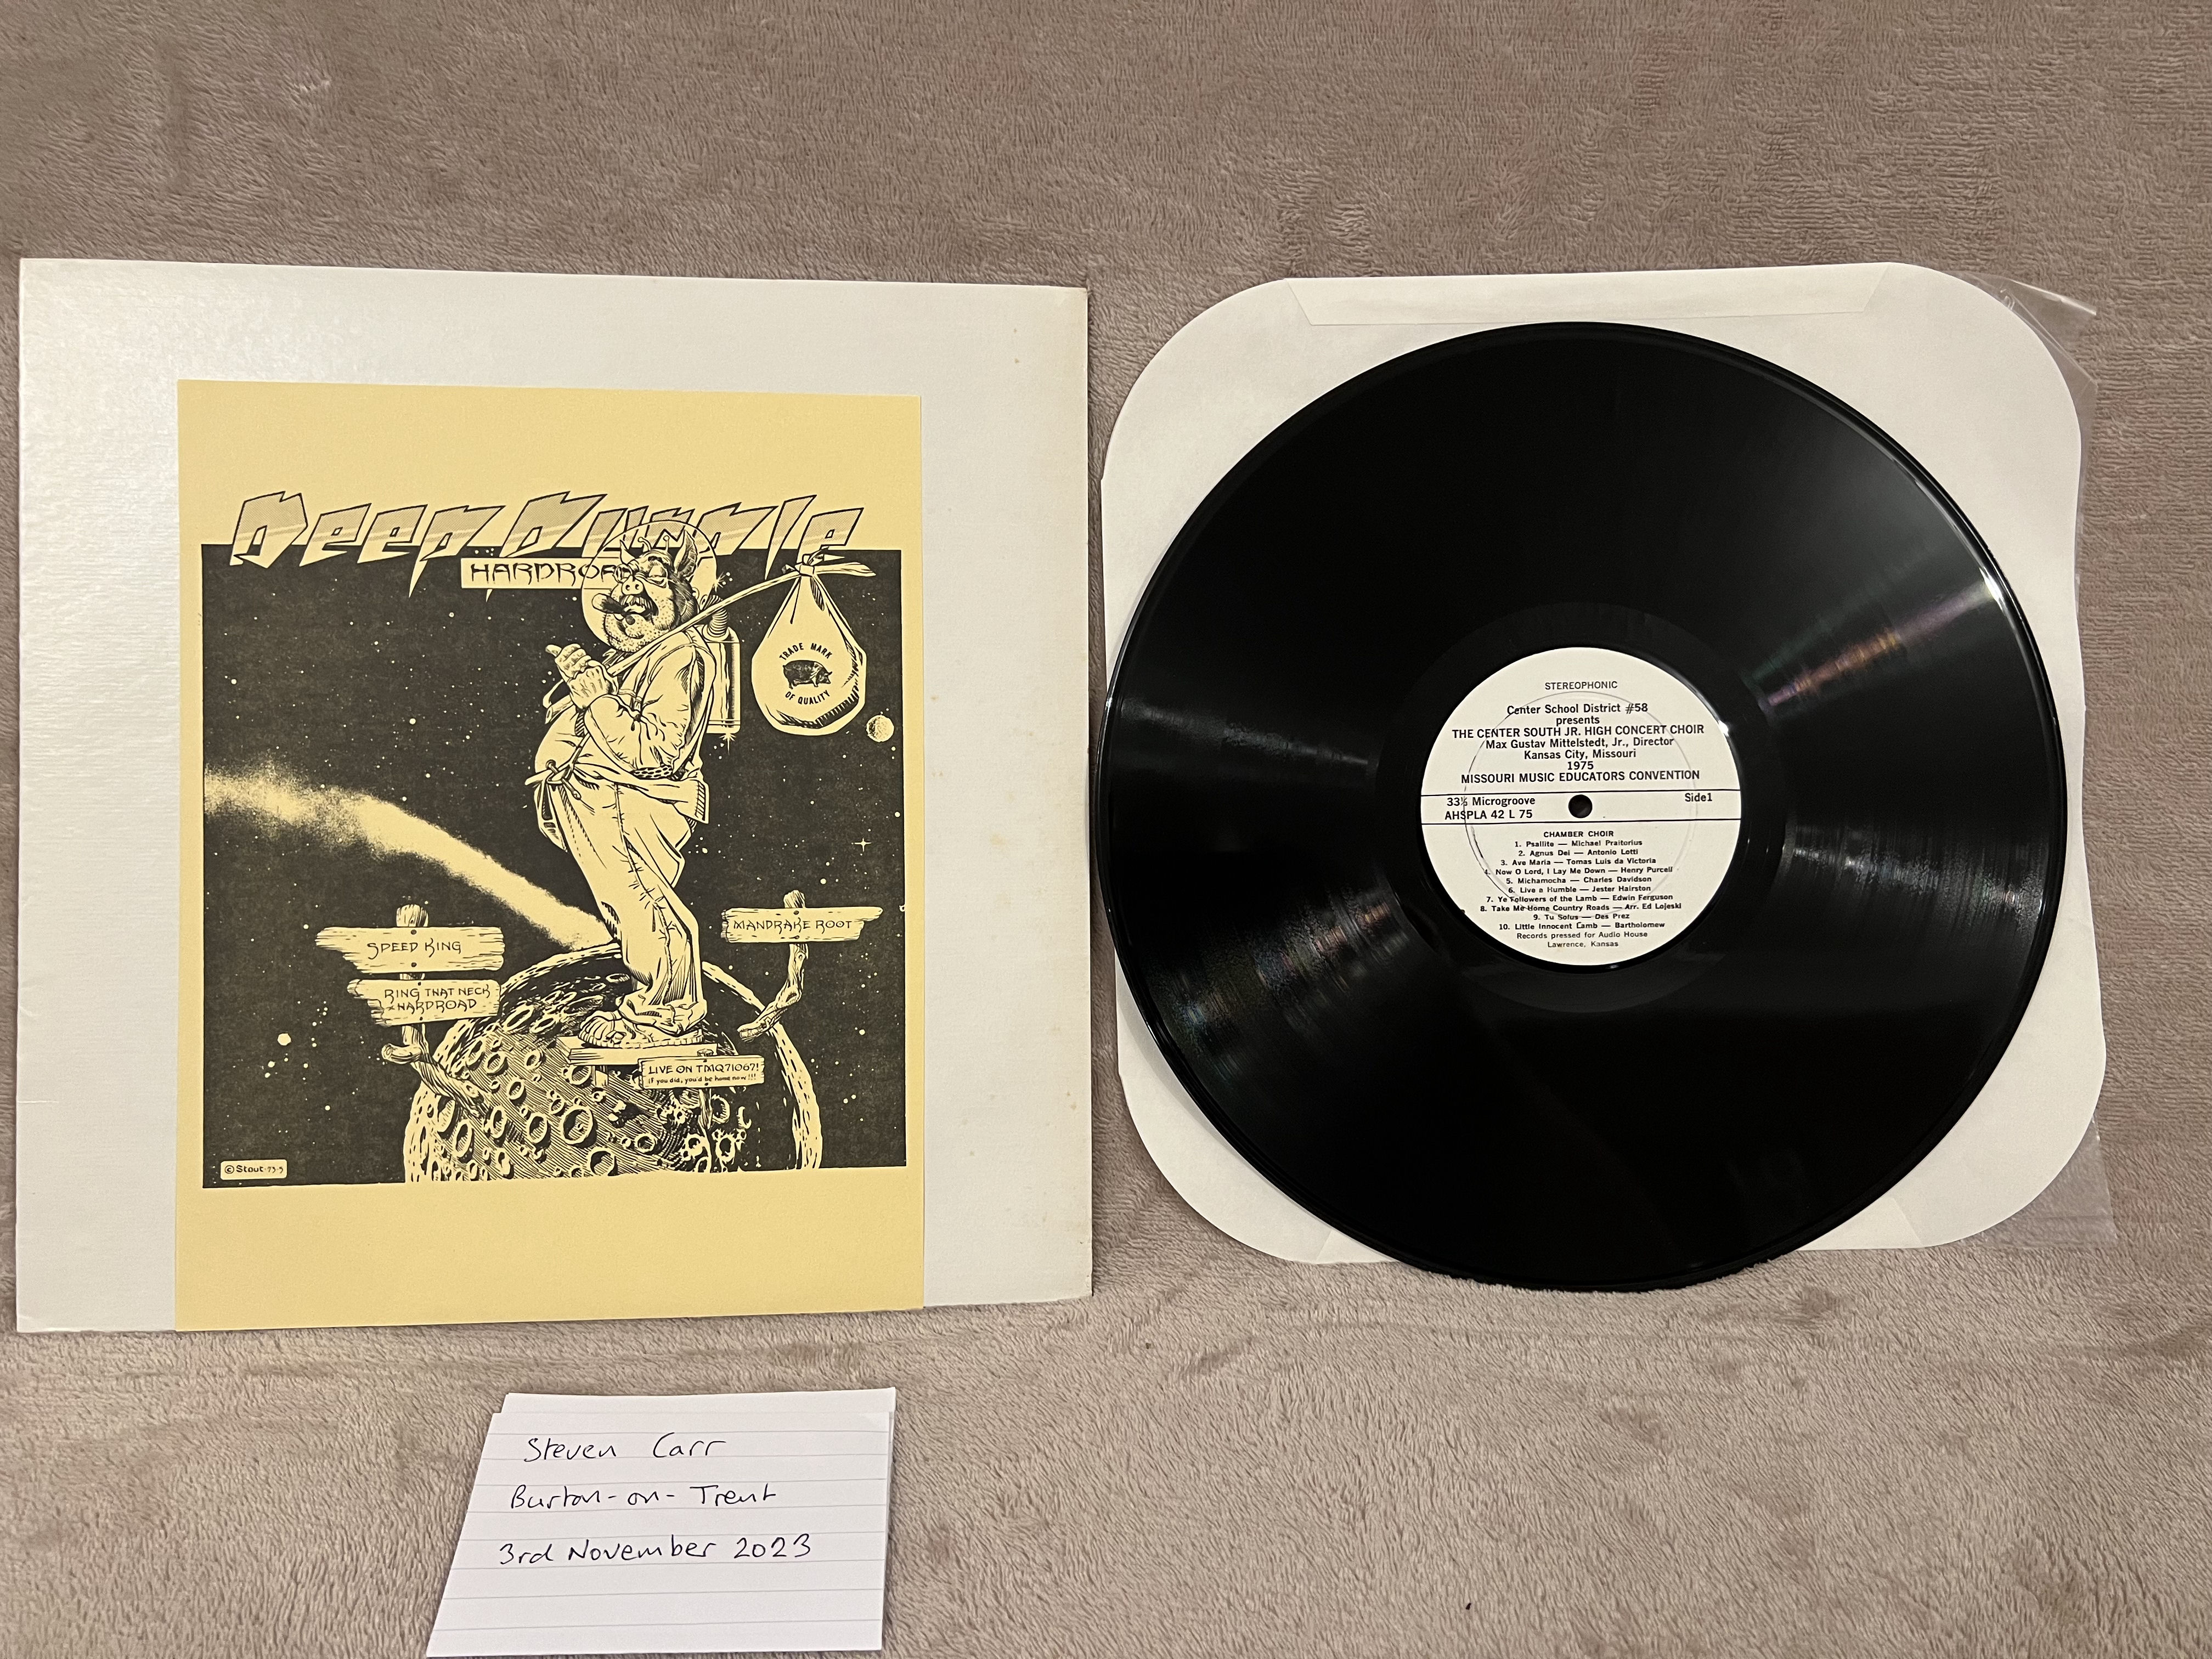 Deep Purple
HARDROAD
TRADE MARK
OF QUALITY
SPEED KING
RING THAT NECK
HARDROAD
MANDRAKE ROOT
LIVE ON TMQ71067!
if you did, you'd be home now!!!
©Stout 73-9
STEREOPHONIC
Center School District #58
presents
THE CENTER SOUTH JR. HIGH CONCERT CHOIR
Max Gustav Mittelstedt, Jr., Director
Kansas City, Missouri
1975
MISSOURI MUSIC EDUCATORS CONVENTION
33⅓ Microgroove
Side1
AHSPLA 42 L 75
CHAMBER CHOIR
1. Psallite — Michael Praitorius
2. Agnus Dei — Antonio Lotti
3. Ave Maria — Tomas Luis da Victoria
4. Now O Lord, I Lay Me Down — Henry Purcell
5. Michamocha — Charles Davidson
6. Live a Humble — Jester Hairston
7. Ye Followers of the Lamb — Edwin Ferguson
8. Take Me Home Country Roads — Arr. Ed Lojeski
9. Tu Solus — Des Prez
10. Little Innocent Lamb — Bartholomew
Records pressed for Audio House
Lawrence, Kansas
Steven Carr
Burton-on-Trent
3rd November 2023